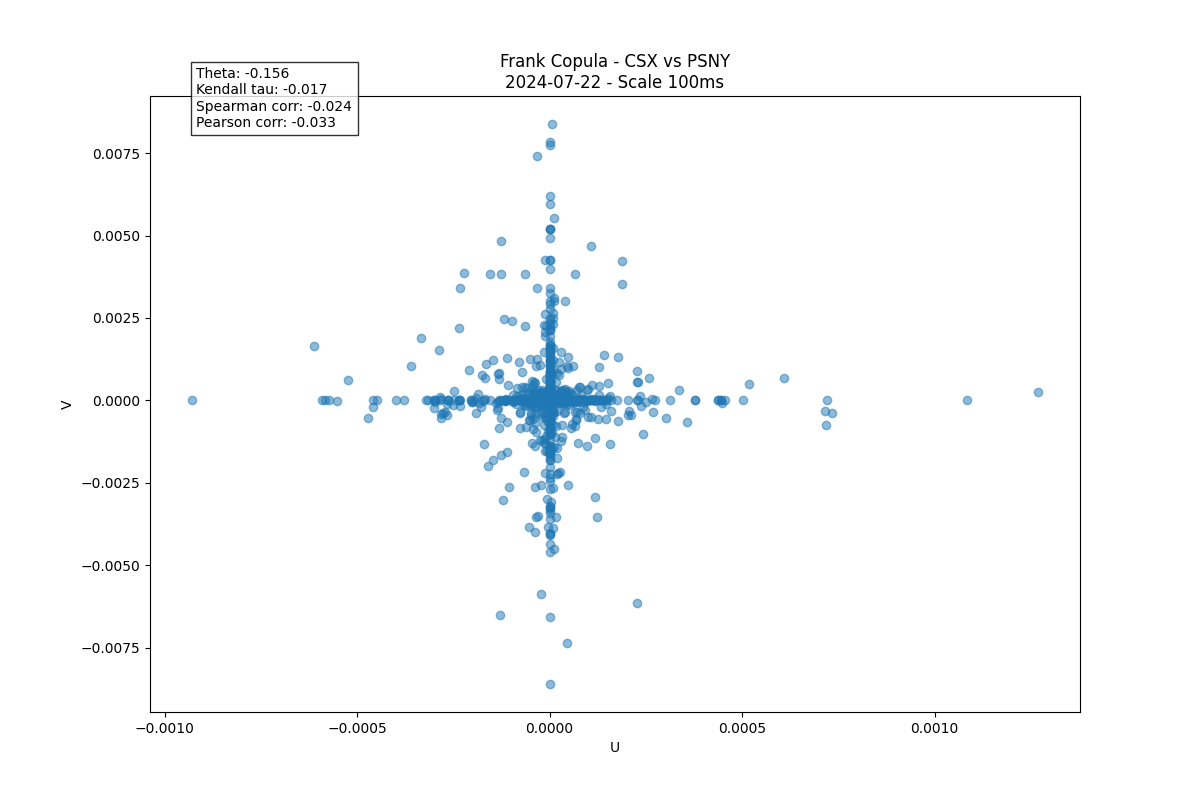 Frank Copula - CSX vs PSNY
2024-07-22 - Scale 100ms
Theta: -0.156
Kendall tau: -0.017
Spearman corr: -0.024
Pearson corr: -0.033
0.0075
0.0050
0.0025
0.0000
−0.0025
−0.0050
−0.0075
V
−0.0010
−0.0005
0.0000
0.0005
0.0010
U